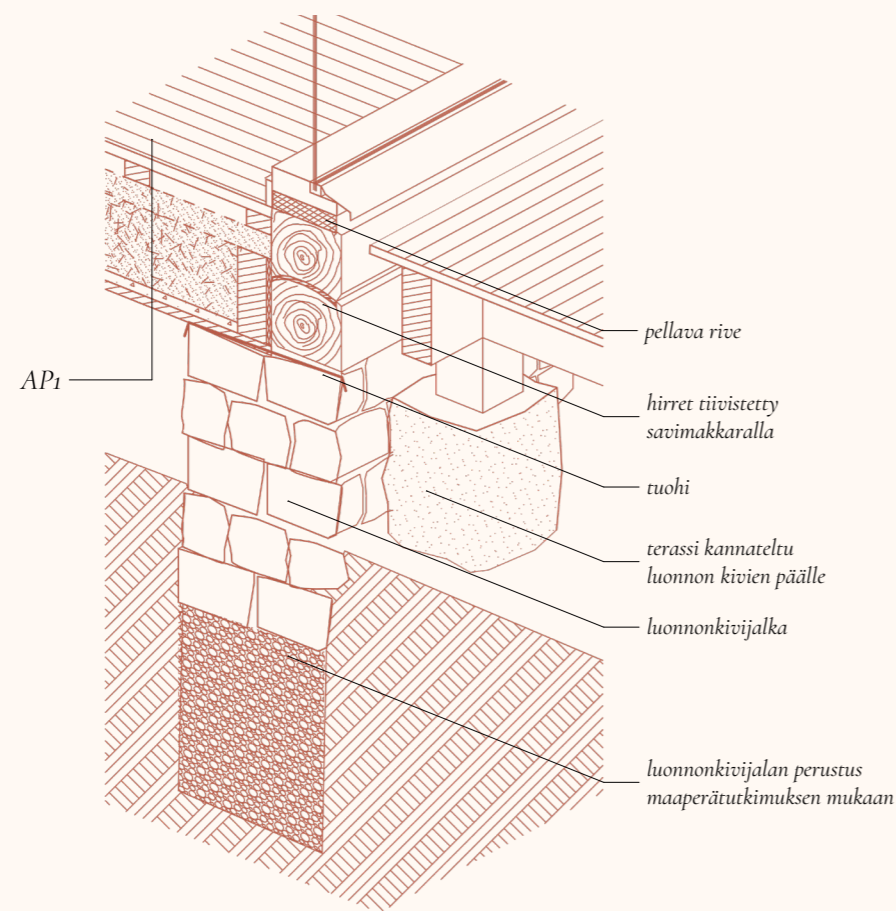 pellava rive
AP1
hirret tiivistetty
savimakkaralla
tuohi
terassi kannateltu
luonnon kivien päälle
luonnonkivijalka
luonnonkivijalan perustus
maaperätutkimuksen mukaan